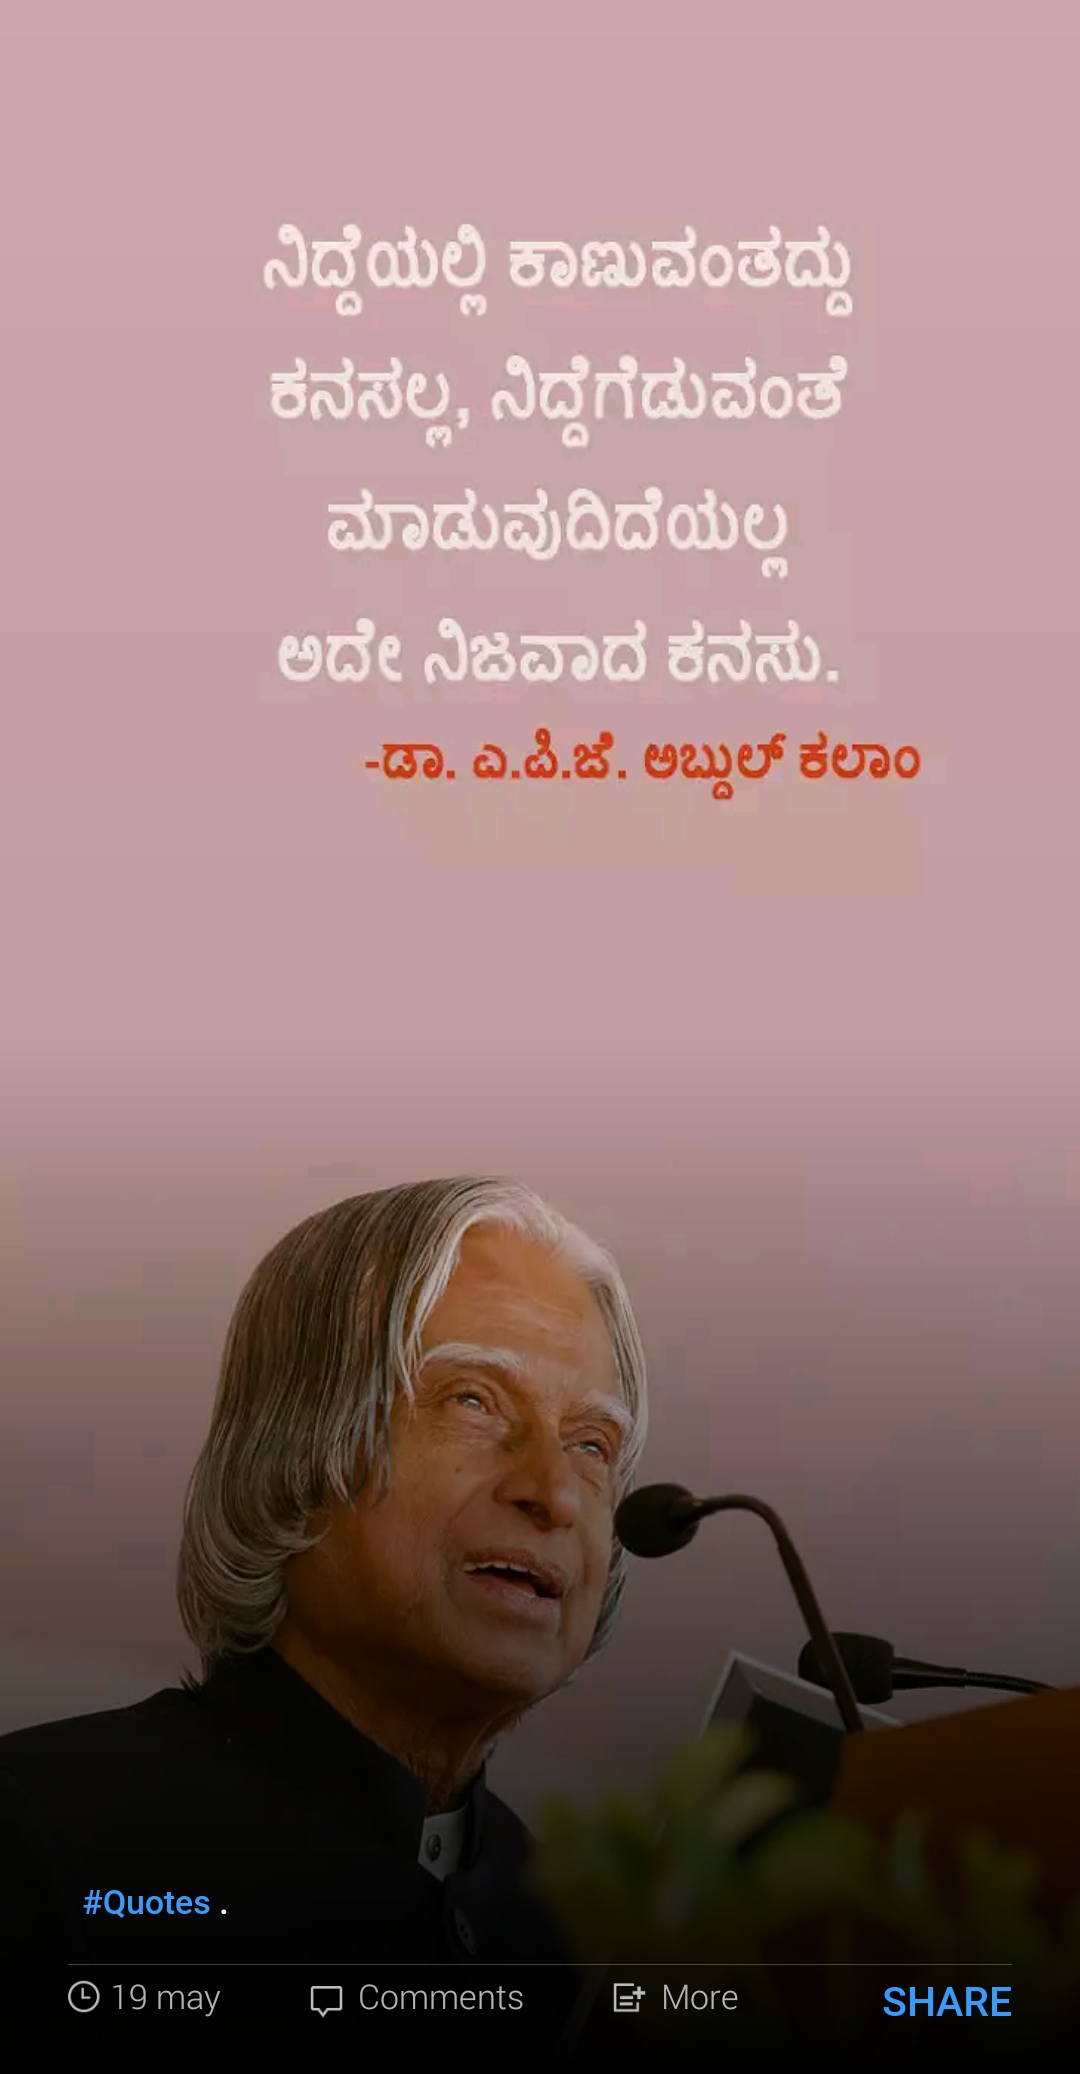 ನಿದ್ದೆಯಲ್ಲಿ ಕಾಣುವಂತದ್ದು
ಕನಸಲ್ಲ, ನಿದ್ದೆಗೆಡುವಂತೆ
ಮಾಡುವುದಿದೆಯಲ್ಲ
ಅದೇ ನಿಜವಾದ ಕನಸು.
-ಡಾ. ಎ.ಪಿ.ಜೆ. ಅಬ್ದುಲ್ ಕಲಾಂ
#Quotes .
19 may Comments More SHARE